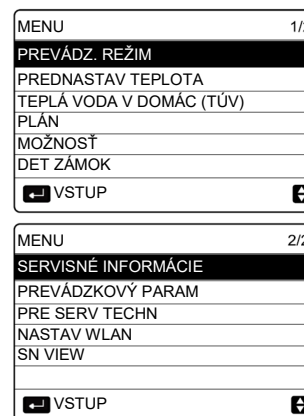 MENU 1/
PREVÁDZ. REŽIM
PREDNASTAV TEPLOTA
TEPLÁ VODA V DOMÁC (TÚV)
PLÁN
MOŽNOSŤ
DET ZÁMOK
VSTUP
MENU 2/2
SERVISNÉ INFORMÁCIE
PREVÁDZKOVÝ PARAM
PRE SERV TECHN
NASTAV WLAN
SN VIEW
VSTUP